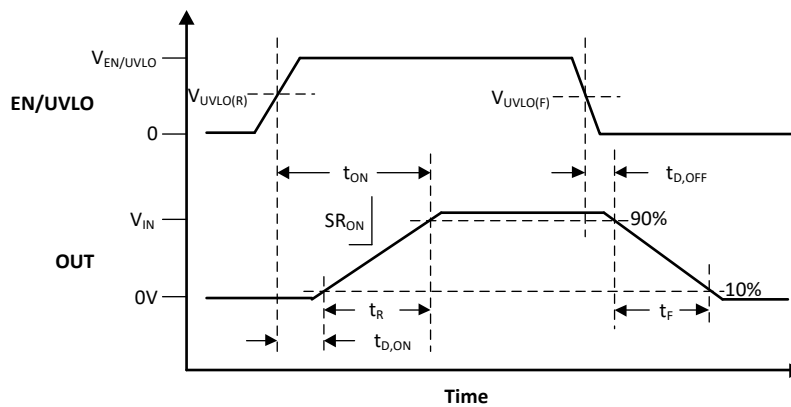 V_EN/UVLO
V_UVLO(R)
V_UVLO(F)
EN/UVLO
0
t_ON
t_D,OFF
SR_ON
V_IN
90%
OUT
0V
10%
t_R
t_F
t_D,ON
Time